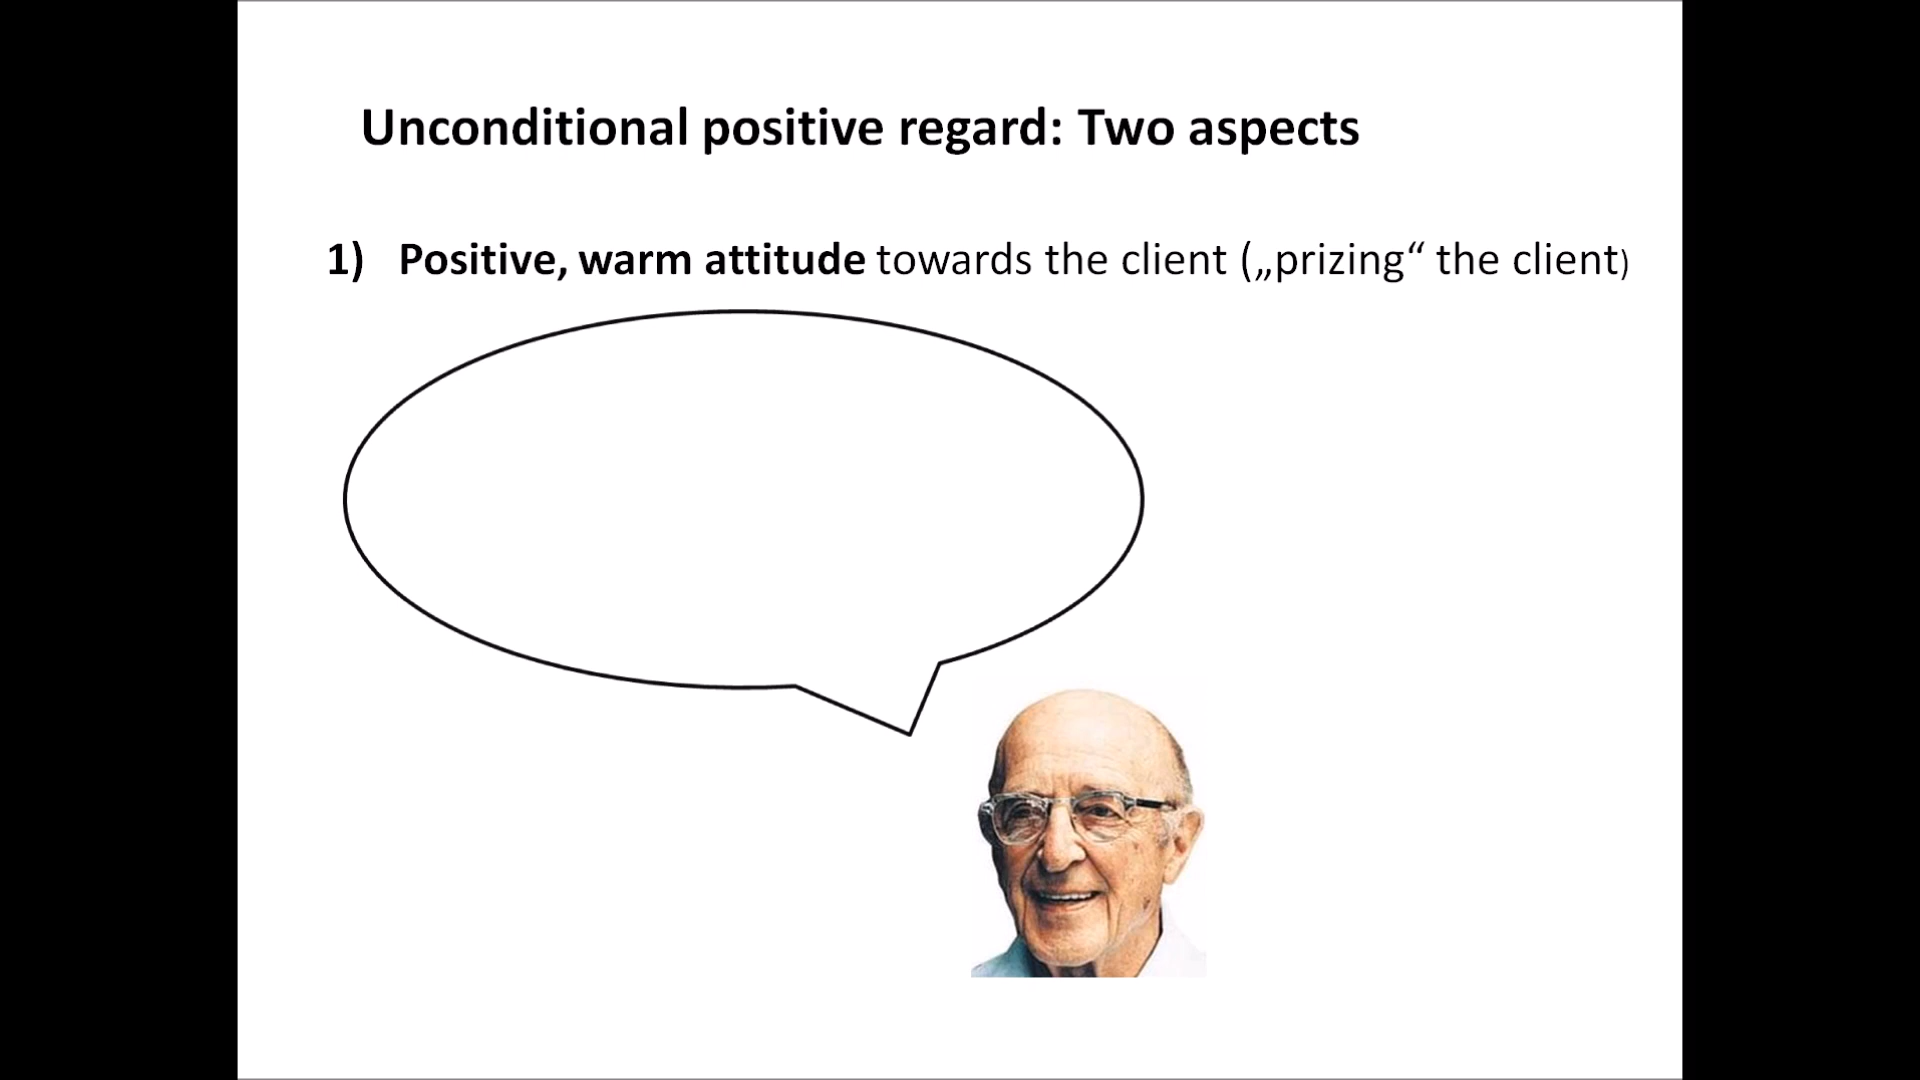 Unconditional positive regard: Two aspects
1) Positive, warm attitude towards the client („prizing“ the client)